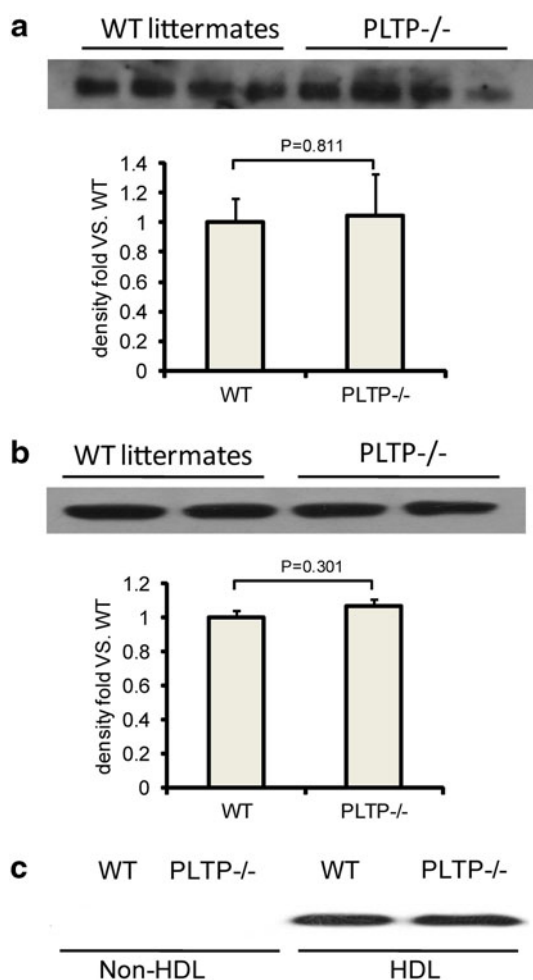 a
WT littermates PLTP-/-
P=0.811
density fold VS. WT
1.4
1.2
1
0.8
0.6
0.4
0.2
0
WT PLTP-/-
b
WT littermates PLTP-/-
P=0.301
density fold VS. WT
1.2
1
0.8
0.6
0.4
0.2
0
WT PLTP-/-
c
WT PLTP-/- WT PLTP-/-
Non-HDL HDL